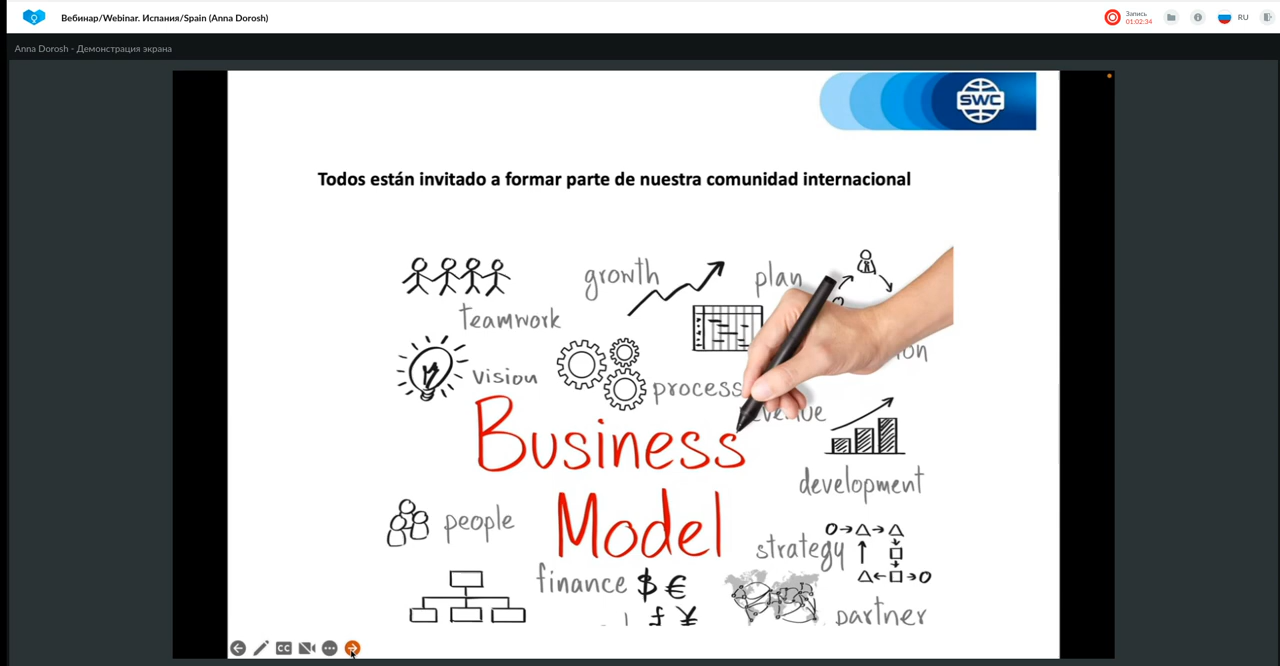 Вебинар/Webinar. Испания/Spain (Anna Dorosh)
Запись
01:02:34
RU
Anna Dorosh - Демонстрация экрана
SWC
Todos están invitado a formar parte de nuestra comunidad internacional
growth
plan
teamwork
vision
process
Business
Model
development
people
strategy
finance $ €
£ ¥
partner
CC